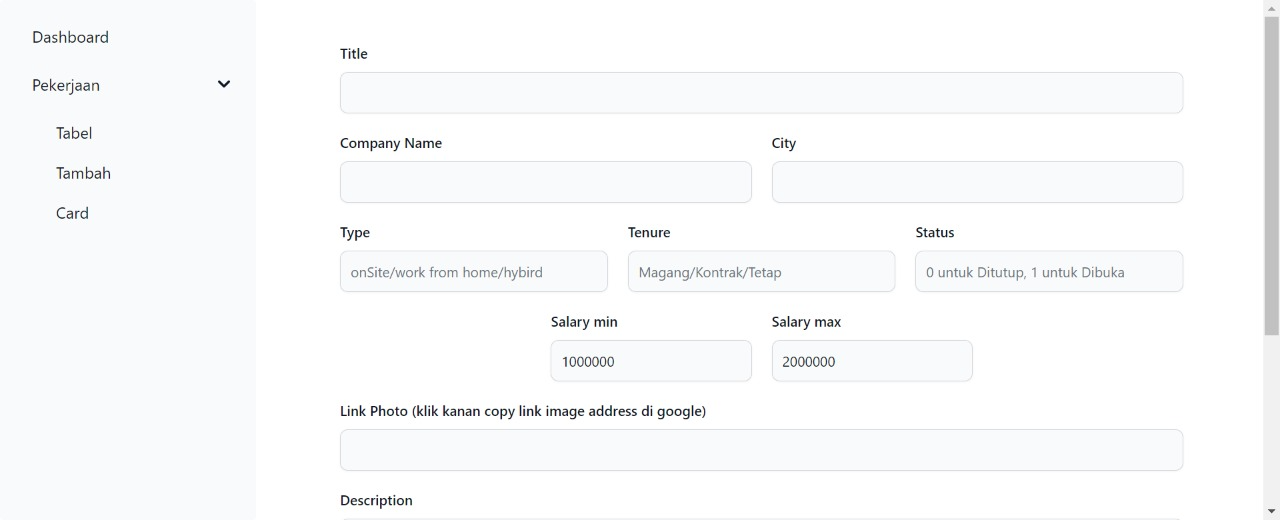 Dashboard
Pekerjaan
Tabel
Tambah
Card
Title
Company Name
City
Type
Tenure
Status
onSite/work from home/hybird
Magang/Kontrak/Tetap
0 untuk Ditutup, 1 untuk Dibuka
Salary min
Salary max
1000000
2000000
Link Photo (klik kanan copy link image address di google)
Description